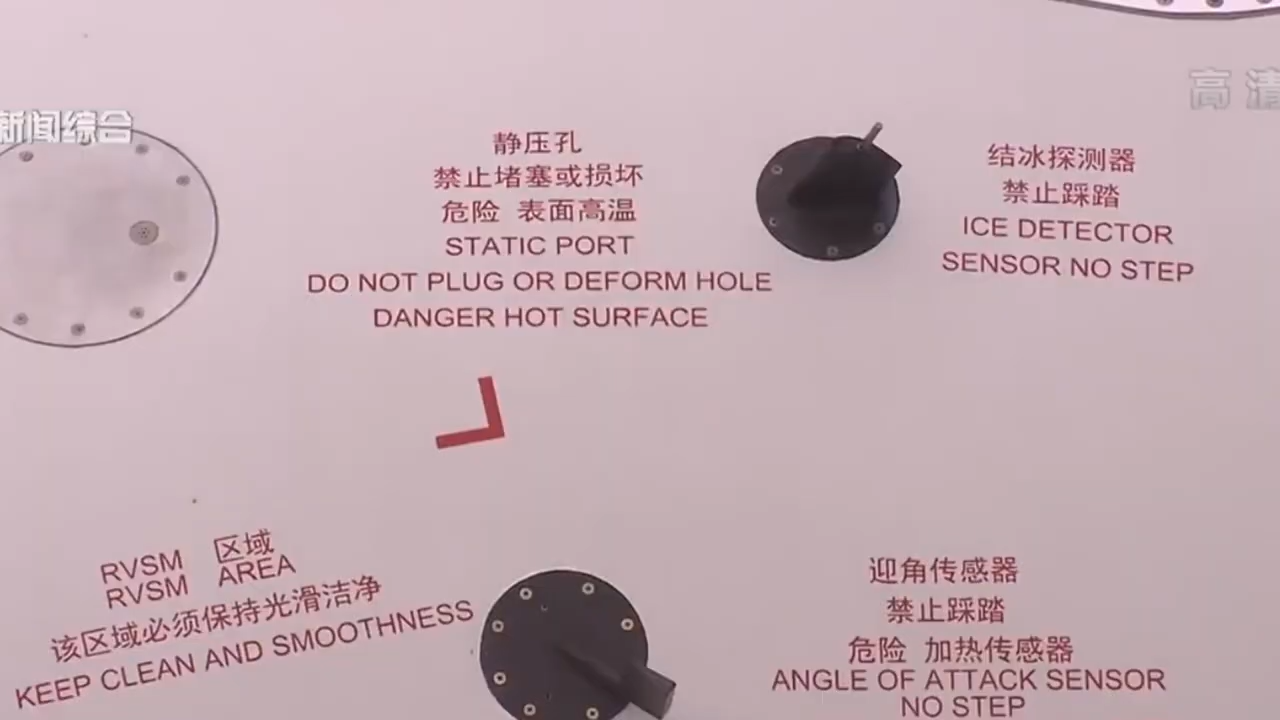 高清
新闻综合
静压孔
禁止堵塞或损坏
危险 表面高温
STATIC PORT
DO NOT PLUG OR DEFORM HOLE
DANGER HOT SURFACE
结冰探测器
禁止踩踏
ICE DETECTOR
SENSOR NO STEP
RVSM 区域
RVSM AREA
该区域必须保持光滑洁净
KEEP CLEAN AND SMOOTHNESS
迎角传感器
禁止踩踏
危险 加热传感器
ANGLE OF ATTACK SENSOR
NO STEP